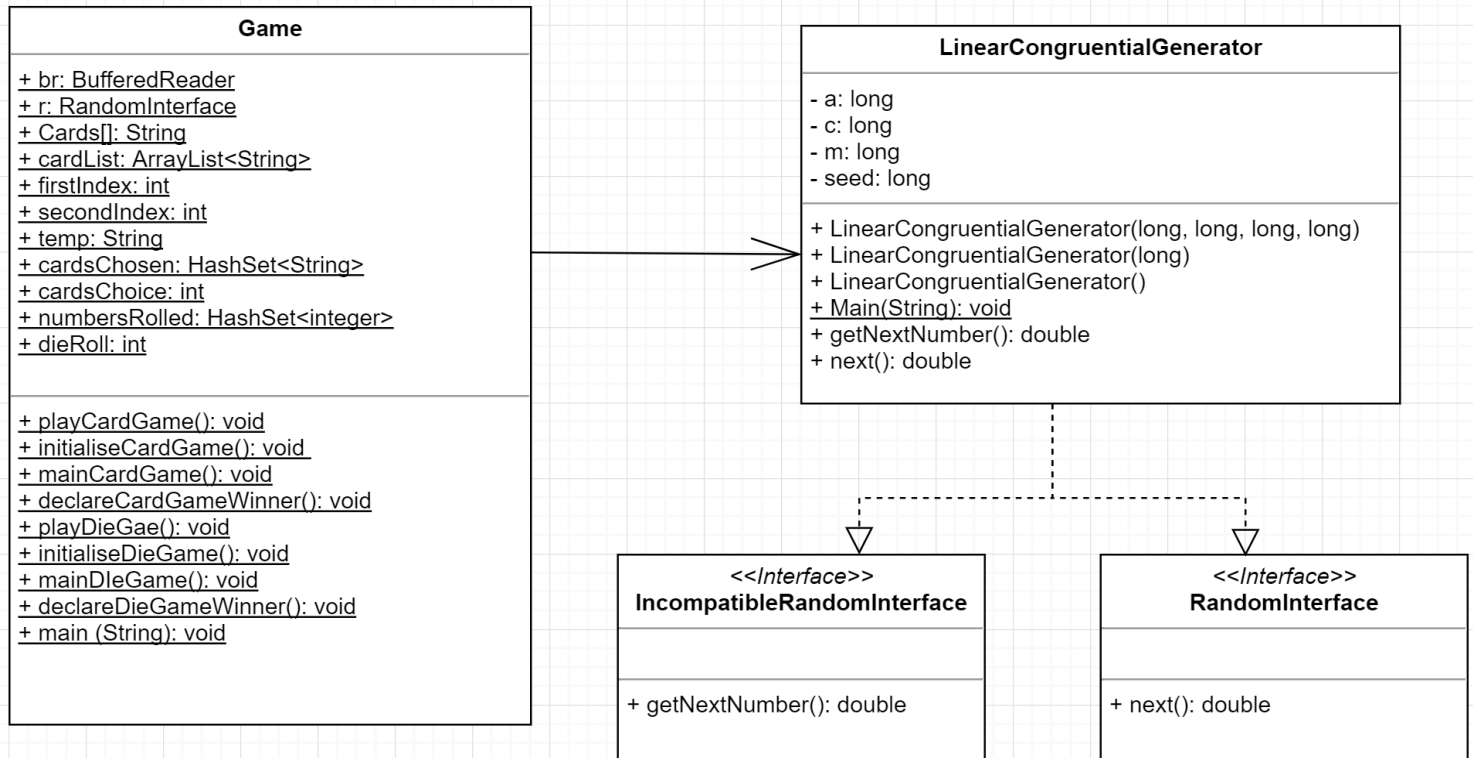 Game
+ br: BufferedReader
+ r: RandomInterface
+ Cards[]: String
+ cardList: ArrayList<String>
+ firstIndex: int
+ secondIndex: int
+ temp: String
+ cardsChosen: HashSet<String>
+ cardsChoice: int
+ numbersRolled: HashSet<integer>
+ dieRoll: int
+ playCardGame(): void
+ initialiseCardGame(): void
+ mainCardGame(): void
+ declareCardGameWinner(): void
+ playDieGae(): void
+ initialiseDieGame(): void
+ mainDIeGame(): void
+ declareDieGameWinner(): void
+ main (String): void
LinearCongruentialGenerator
- a: long
- c: long
- m: long
- seed: long
+ LinearCongruentialGenerator(long, long, long, long)
+ LinearCongruentialGenerator(long)
+ LinearCongruentialGenerator()
+ Main(String): void
+ getNextNumber(): double
+ next(): double
<<Interface>>
IncompatibleRandomInterface
+ getNextNumber(): double
<<Interface>>
RandomInterface
+ next(): double